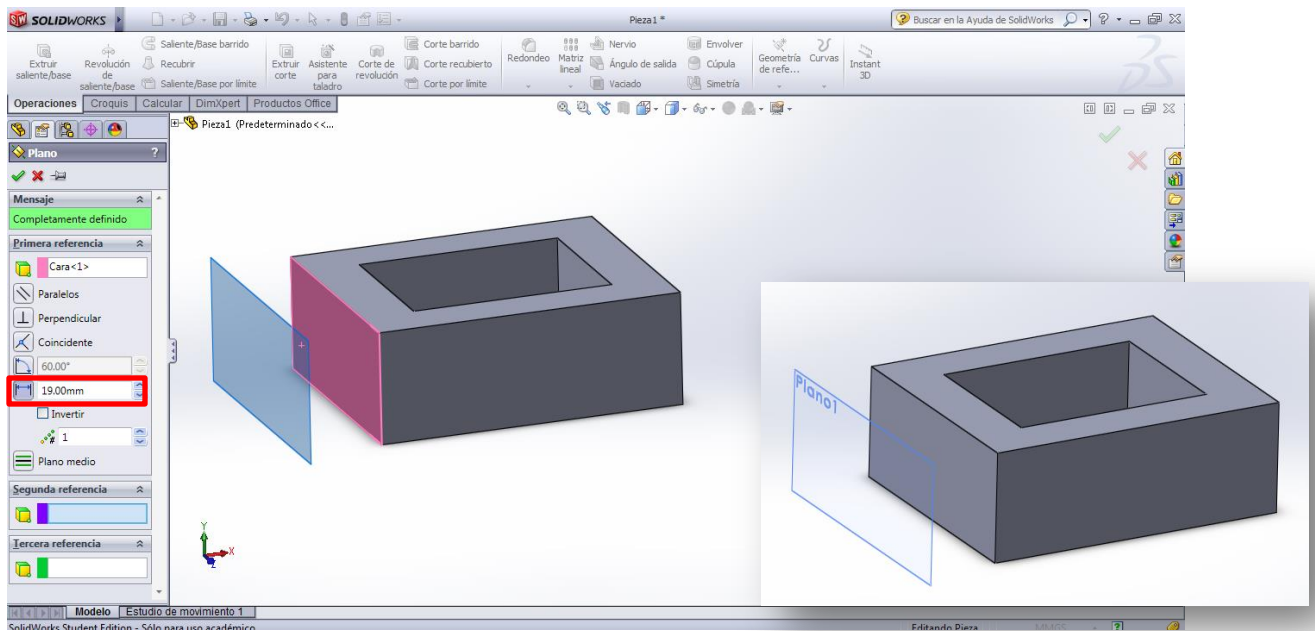 SOLIDWORKS
Pieza1 *
Buscar en la Ayuda de SolidWorks
Extruir saliente/base
Revolución de saliente/base
Saliente/Base barrido
Recubrir
Saliente/Base por límite
Extruir corte
Asistente para taladro
Corte de revolución
Corte barrido
Corte recubierto
Corte por límite
Redondeo
Matriz lineal
Nervio
Ángulo de salida
Vaciado
Envolver
Cúpula
Simetría
Geometría de refe...
Curvas
Instant 3D
Operaciones Croquis Calcular DimXpert Productos Office
Pieza1 (Predeterminado<<...
Plano ?
Mensaje
Completamente definido
Primera referencia
Cara<1>
Paralelos
Perpendicular
Coincidente
60.00°
19.00mm
Invertir
1
Plano medio
Segunda referencia
Tercera referencia
Y
X
Z
Plano1
Modelo Estudio de movimiento 1
SolidWorks Student Edition - Sólo para uso académico
Editando Pieza
MMGS